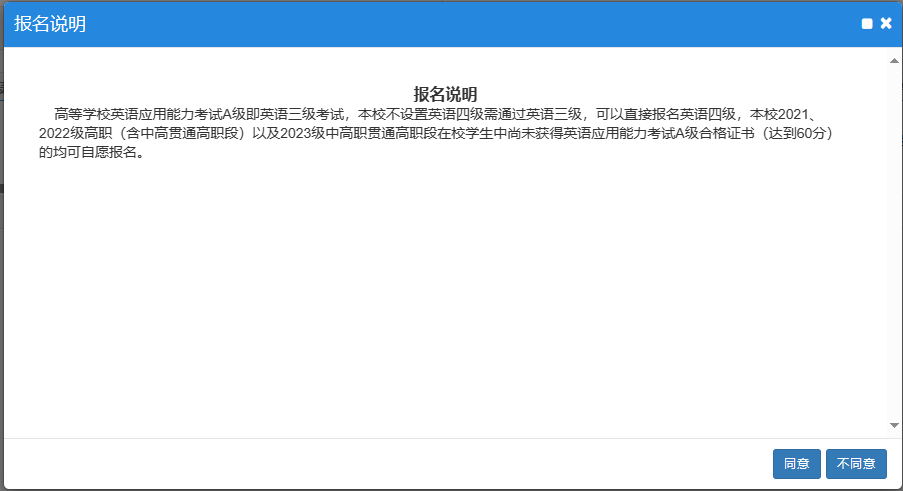 报名说明
报名说明
高等学校英语应用能力考试A级即英语三级考试，本校不设置英语四级需通过英语三级，可以直接报名英语四级，本校2021、
2022级高职（含中高贯通高职段）以及2023级中高职贯通高职段在校学生中尚未获得英语应用能力考试A级合格证书（达到60分）
的均可自愿报名。
同意 不同意